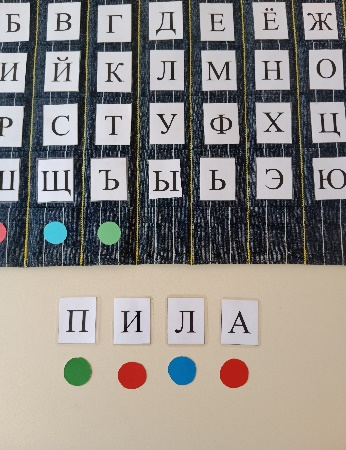 Б В Г Д Е Ё Ж
И Й К Л М Н О
Р С Т У Ф Х Ц
Ш Щ Ъ Ы Ь Э Ю
П И Л А